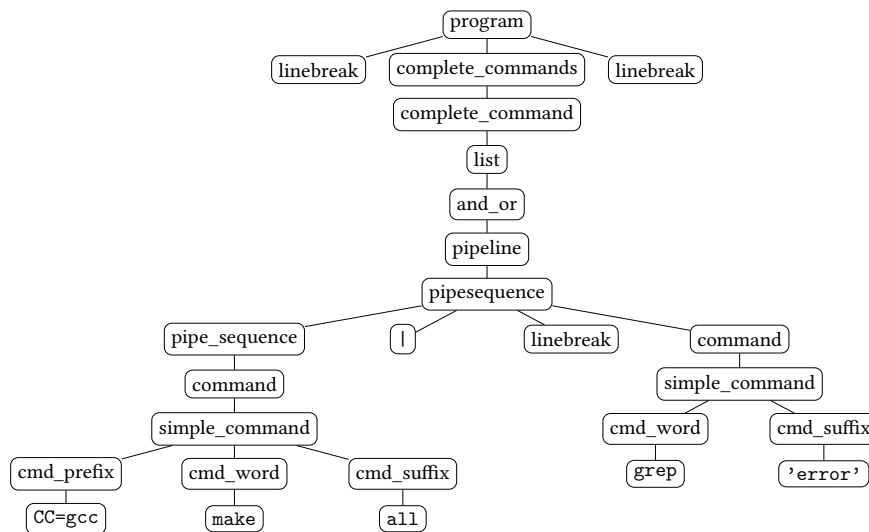 program
linebreak complete_commands linebreak
complete_command
list
and_or
pipeline
pipesequence
pipe_sequence | linebreak command
command simple_command
simple_command cmd_word cmd_suffix
cmd_prefix cmd_word cmd_suffix grep ’error’
CC=gcc make all